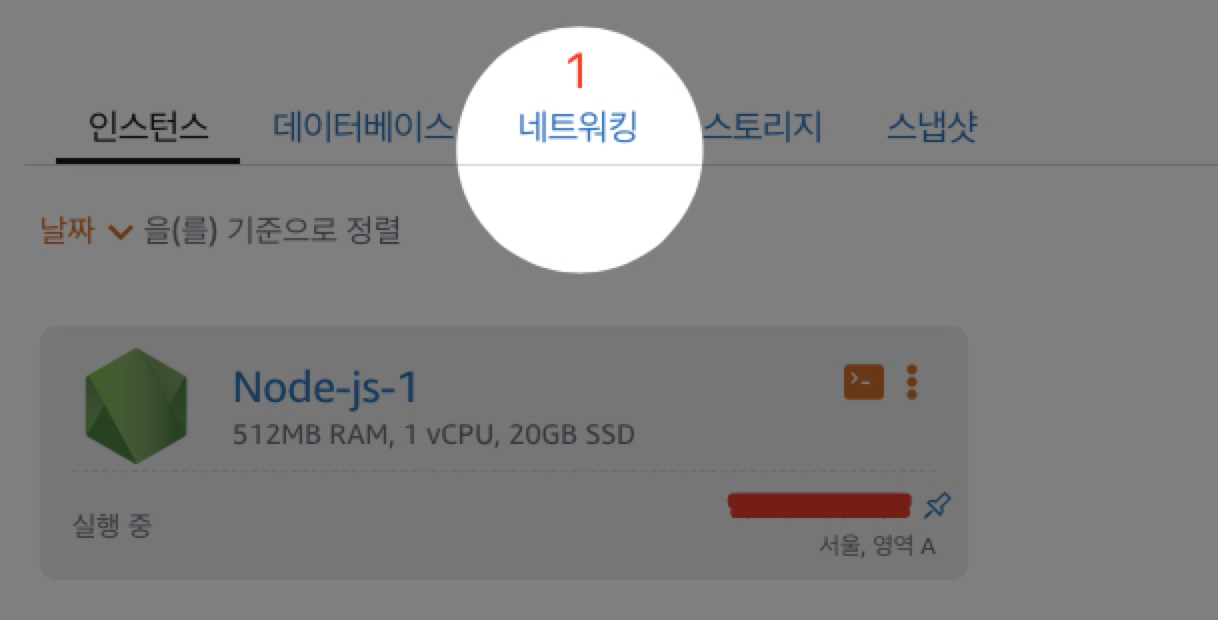 1
인스턴스 데이터베이스 네트워킹 스토리지 스냅샷
날짜 을(를) 기준으로 정렬
Node-js-1
512MB RAM, 1 vCPU, 20GB SSD
실행 중
서울, 영역 A